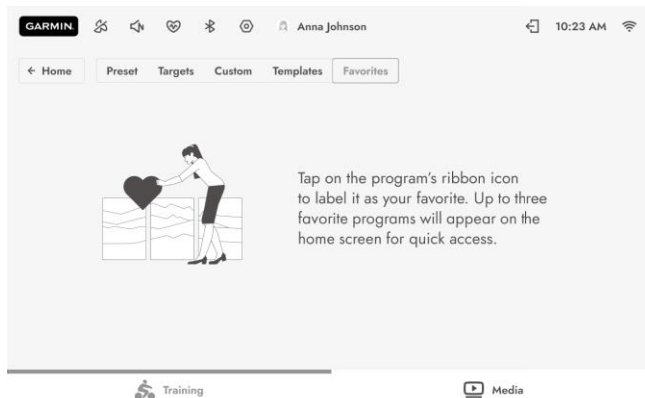 GARMIN. Anna Johnson 10:23 AM
← Home Preset Targets Custom Templates Favorites
Tap on the program's ribbon icon
to label it as your favorite. Up to three
favorite programs will appear on the
home screen for quick access.
Training Media